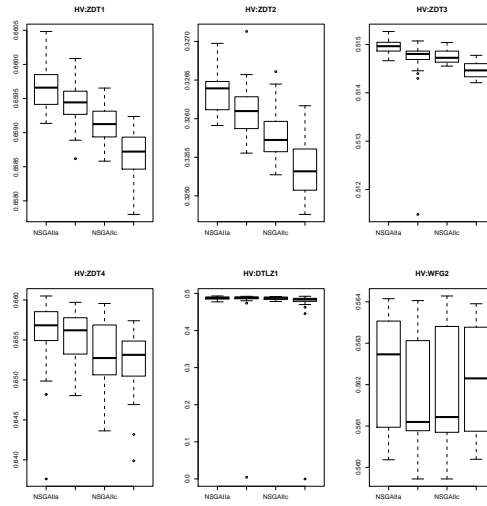 HV:ZDT1
0.6580 0.6585 0.6590 0.6595 0.6600 0.6605
NSGAIIa NSGAIIc
HV:ZDT2
0.3250 0.3255 0.3260 0.3265 0.3270
NSGAIIa NSGAIIc
HV:ZDT3
0.512 0.513 0.514 0.515
NSGAIIa NSGAIIc
HV:ZDT4
0.640 0.645 0.650 0.655 0.660
NSGAIIa NSGAIIc
HV:DTLZ1
0.0 0.1 0.2 0.3 0.4 0.5
NSGAIIa NSGAIIc
HV:WFG2
0.560 0.561 0.562 0.563 0.564
NSGAIIa NSGAIIc